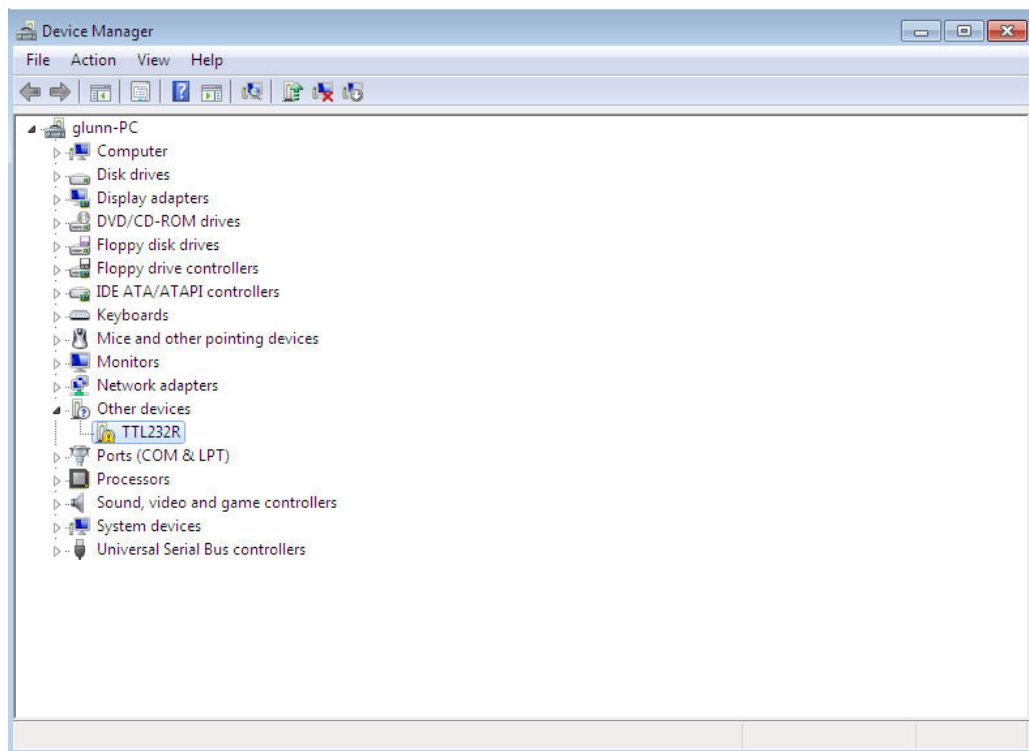 Device Manager
File Action View Help
glunn-PC
Computer
Disk drives
Display adapters
DVD/CD-ROM drives
Floppy disk drives
Floppy drive controllers
IDE ATA/ATAPI controllers
Keyboards
Mice and other pointing devices
Monitors
Network adapters
Other devices
TTL232R
Ports (COM & LPT)
Processors
Sound, video and game controllers
System devices
Universal Serial Bus controllers